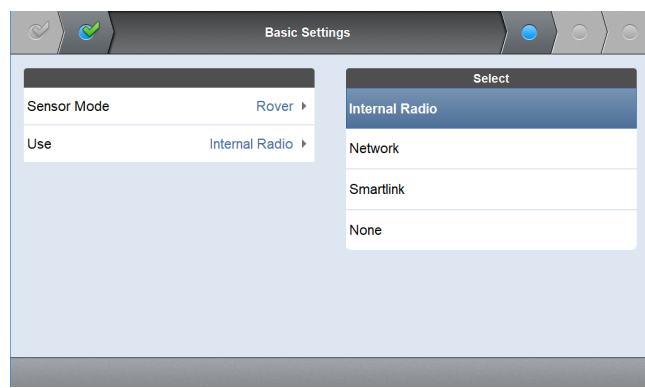 Basic Settings
Select
Sensor Mode Rover
Use Internal Radio
Internal Radio
Network
Smartlink
None